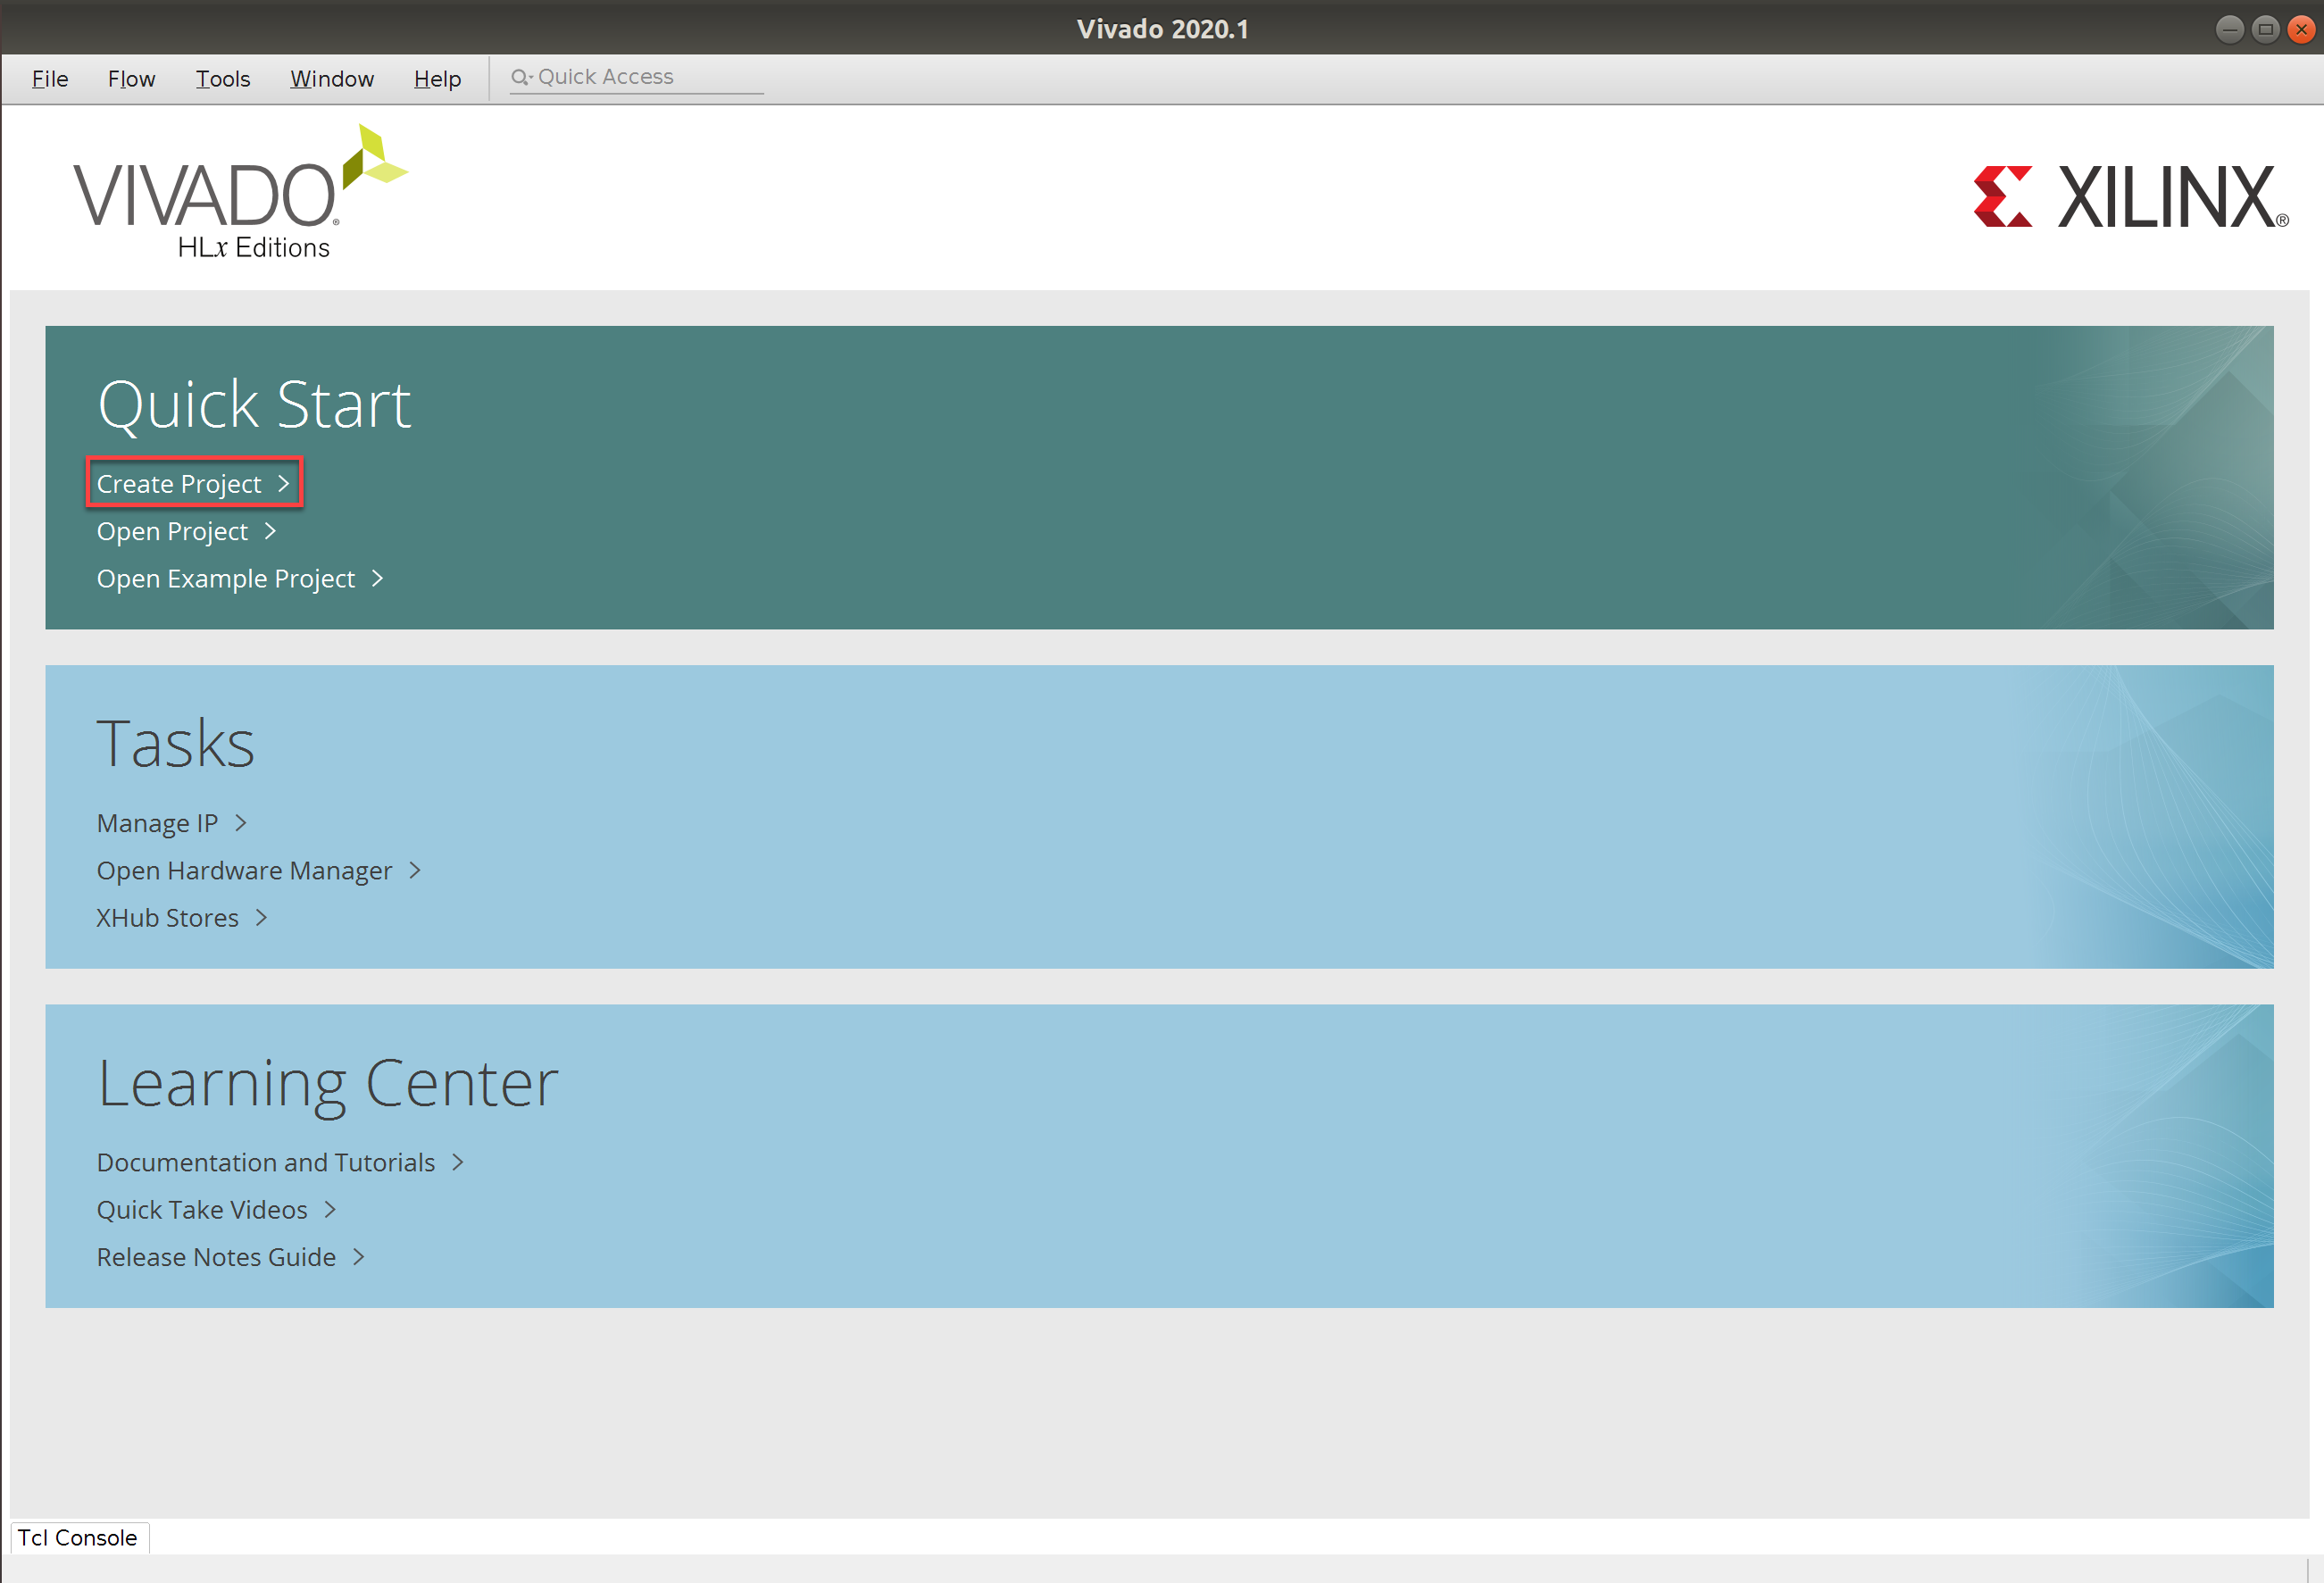 Vivado 2020.1
File Flow Tools Window Help Quick Access
VIVADO®
HLx Editions
XILINX®
Quick Start
Create Project >
Open Project >
Open Example Project >
Tasks
Manage IP >
Open Hardware Manager >
XHub Stores >
Learning Center
Documentation and Tutorials >
Quick Take Videos >
Release Notes Guide >
Tcl Console